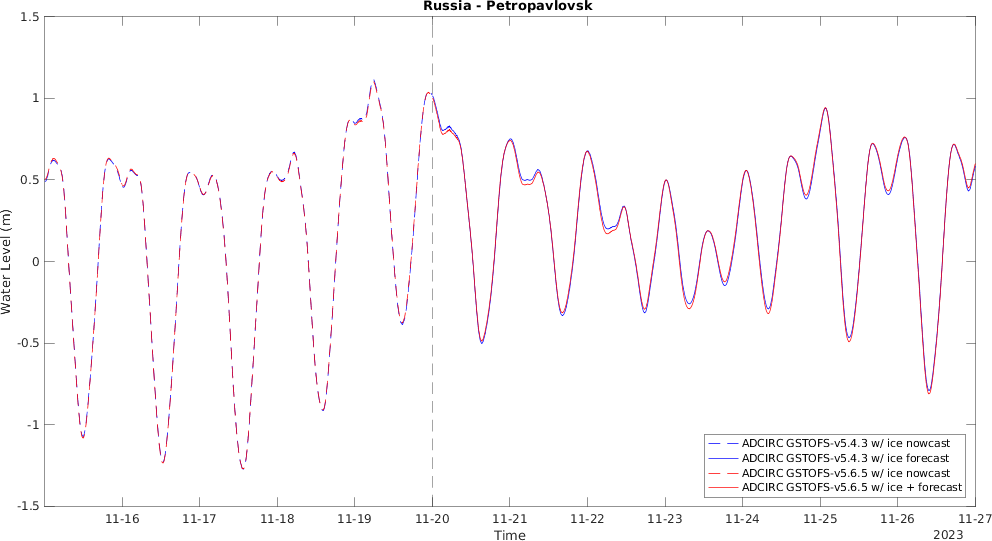 Russia - Petropavlovsk
1.5
1
0.5
0
-0.5
-1
-1.5
Water Level (m)
ADCIRC GSTOFS-v5.4.3 w/ ice nowcast
ADCIRC GSTOFS-v5.4.3 w/ ice forecast
ADCIRC GSTOFS-v5.6.5 w/ ice nowcast
ADCIRC GSTOFS-v5.6.5 w/ ice + forecast
11-16 11-17 11-18 11-19 11-20 11-21 11-22 11-23 11-24 11-25 11-26 11-27
Time
2023